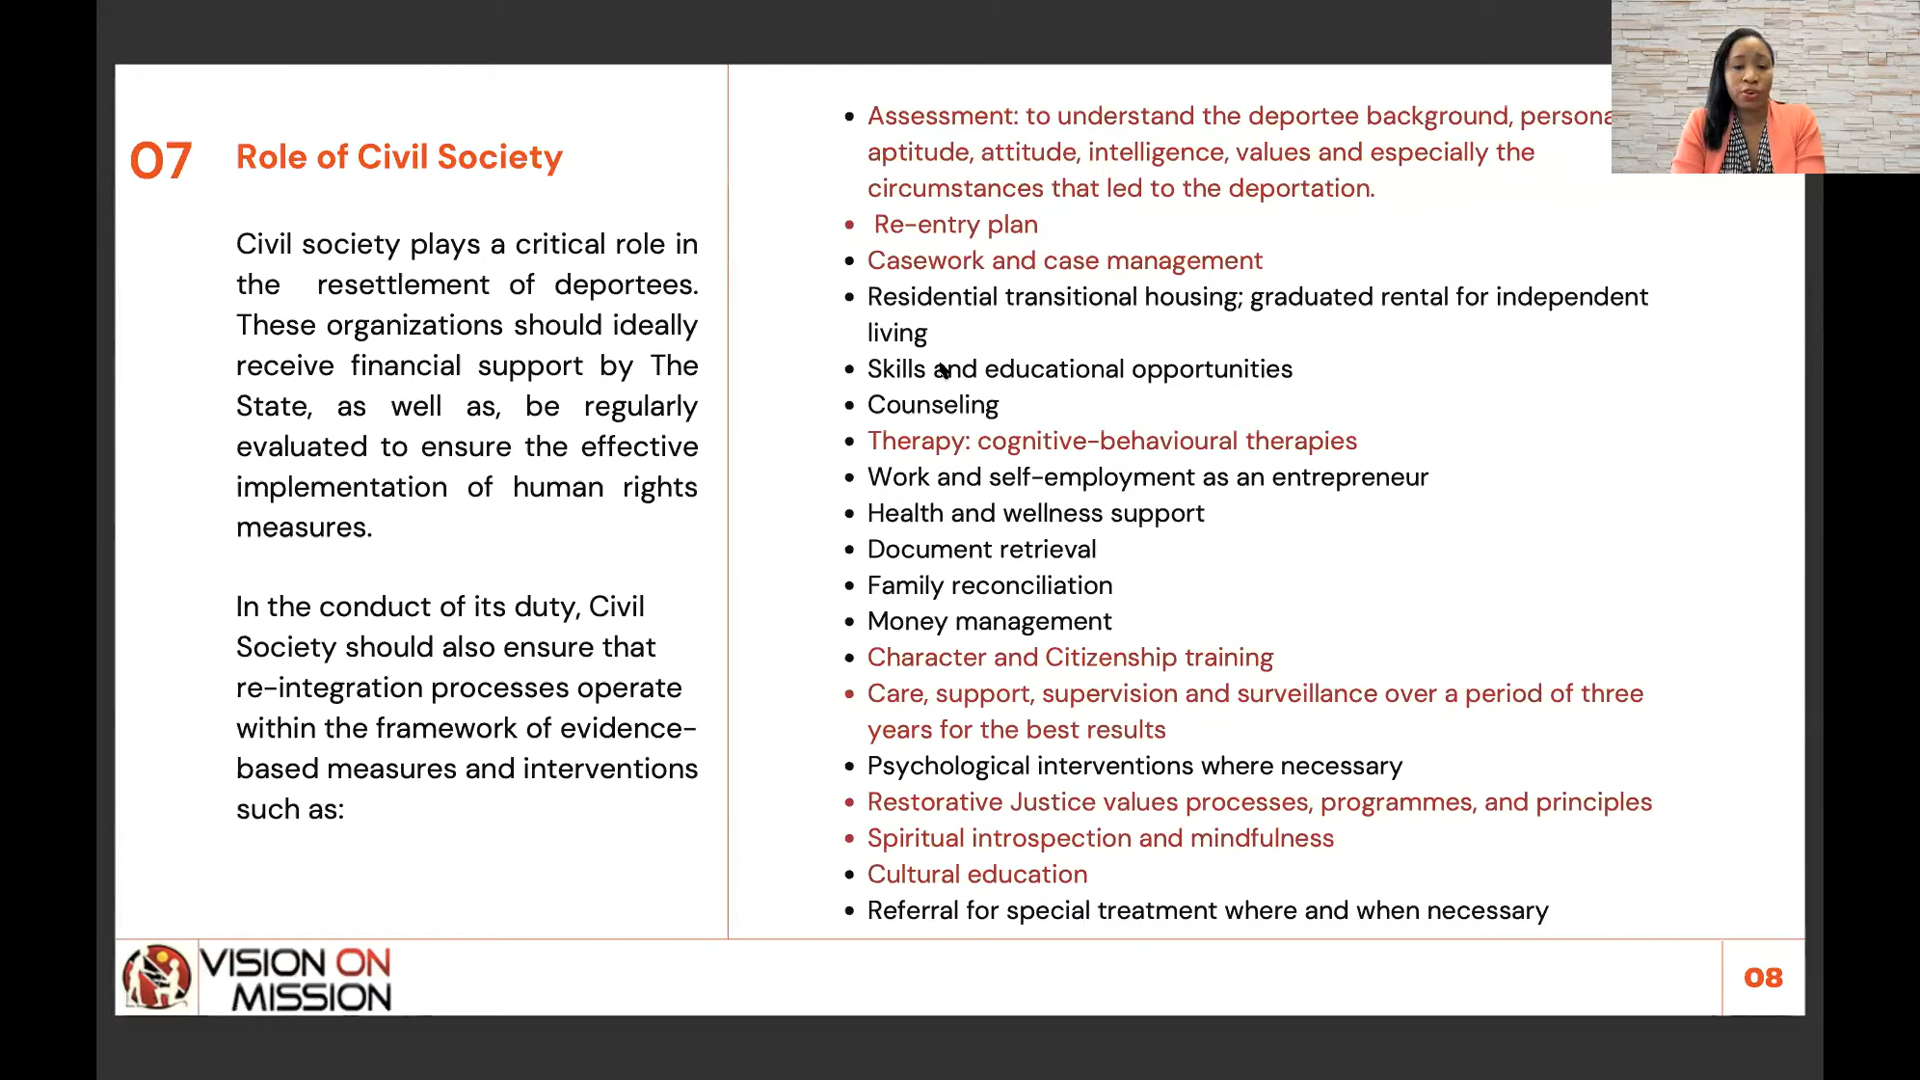 07 Role of Civil Society
Civil society plays a critical role in
the resettlement of deportees.
These organizations should ideally
receive financial support by The
State, as well as, be regularly
evaluated to ensure the effective
implementation of human rights
measures.
In the conduct of its duty, Civil
Society should also ensure that
re-integration processes operate
within the framework of evidence-
based measures and interventions
such as:
• Assessment: to understand the deportee background,
aptitude, attitude, intelligence, values and especially the
circumstances that led to the deportation.
• Re-entry plan
• Casework and case management
• Residential transitional housing; graduated rental for independent
living
• Skills and educational opportunities
• Counseling
• Therapy: cognitive-behavioural therapies
• Work and self-employment as an entrepreneur
• Health and wellness support
• Document retrieval
• Family reconciliation
• Money management
• Character and Citizenship training
• Care, support, supervision and surveillance over a period of three
years for the best results
• Psychological interventions where necessary
• Restorative Justice values processes, programmes, and principles
• Spiritual introspection and mindfulness
• Cultural education
• Referral for special treatment where and when necessary
VISION ON
MISSION
08